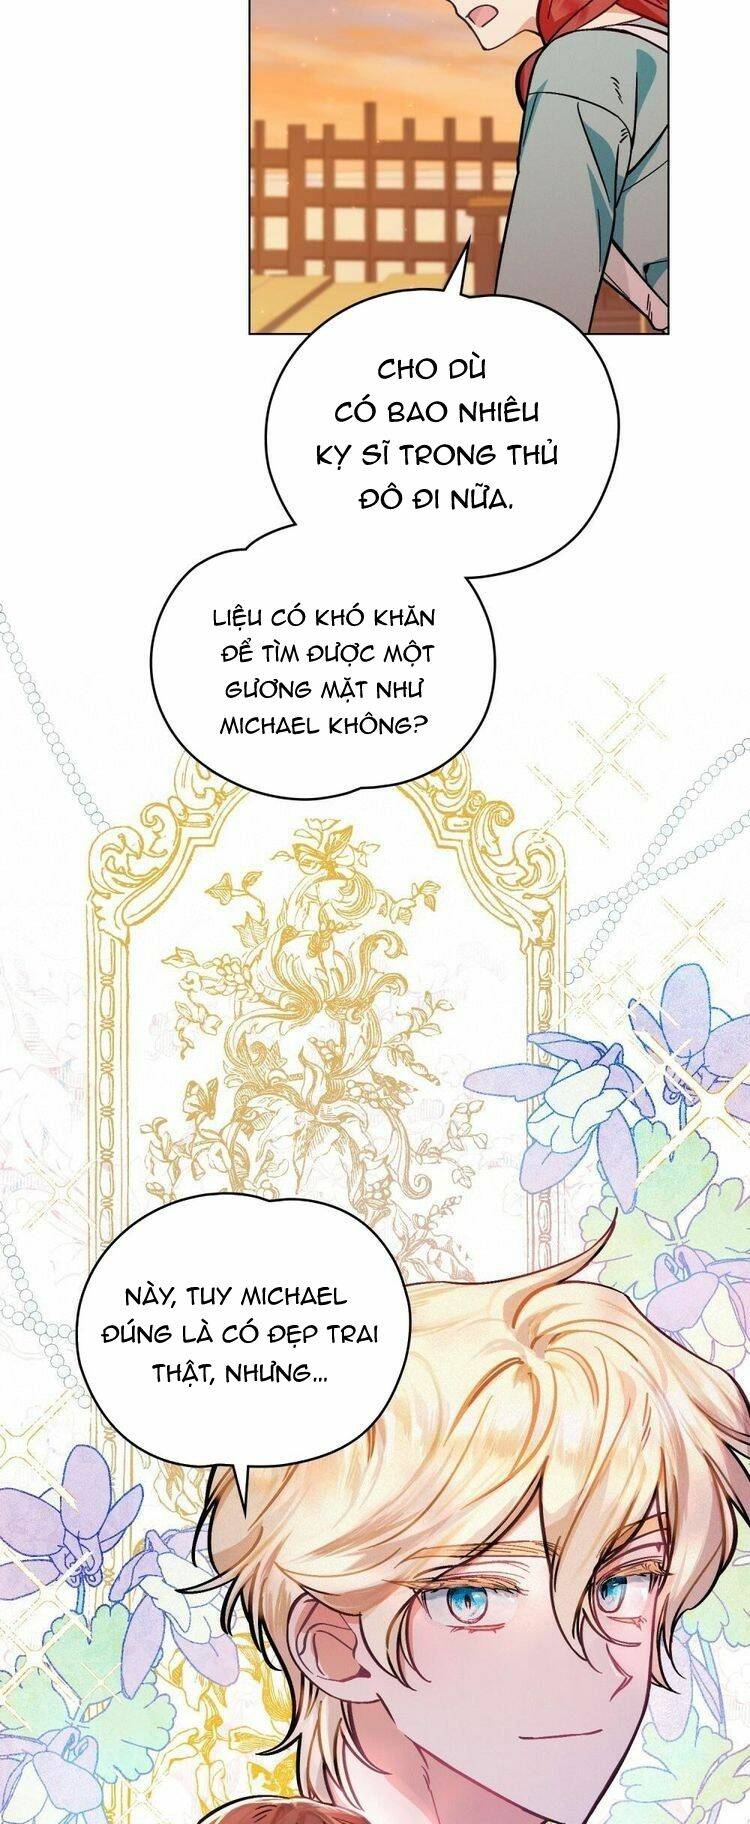 CHO DÙ
CÓ BAO NHIÊU
KỴ SĨ TRONG THỦ
ĐÔ ĐI NỮA.
LIỆU CÓ KHÓ KHĂN
ĐỂ TÌM ĐƯỢC MỘT
GƯƠNG MẶT NHƯ
MICHAEL KHÔNG?
NÀY, TUY MICHAEL
ĐÚNG LÀ CÓ ĐẸP TRAI
THẬT, NHƯNG...